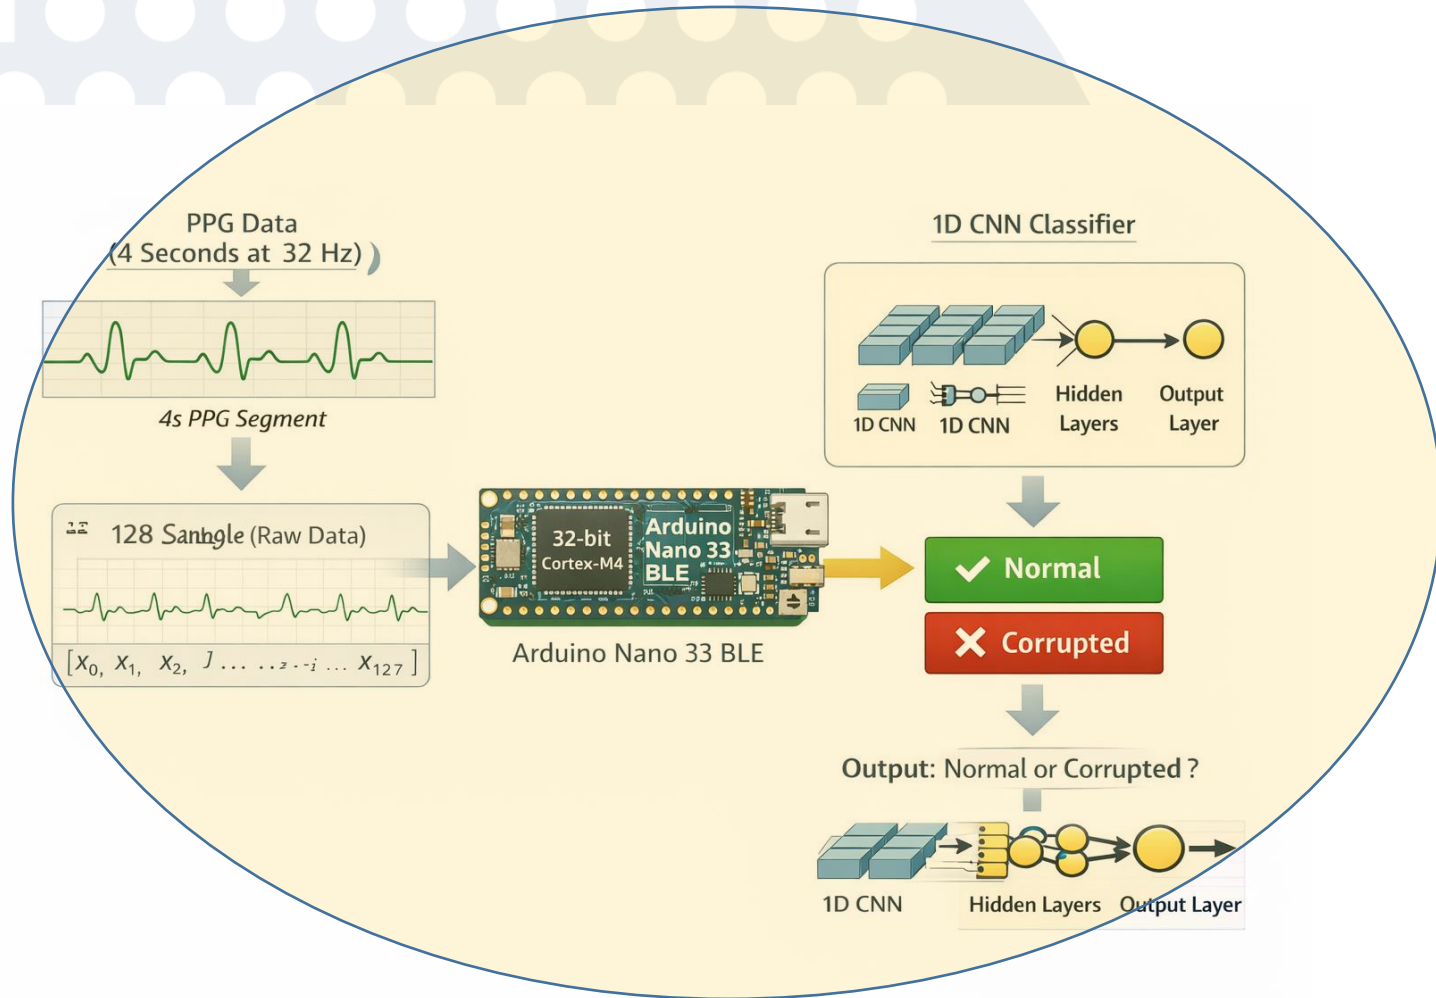 PPG Data
(4 Seconds at 32 Hz) )
4s PPG Segment
128 Sanngle (Raw Data)
[x0, x1, x2, J ... ..z--i ... x127 ]
32-bit
Cortex-M4
Arduino
Nano 33
BLE
Arduino Nano 33 BLE
1D CNN Classifier
1D CNN
1D CNN
Hidden
Layers
Output
Layer
Normal
Corrupted
Output: Normal or Corrupted ?
1D CNN
Hidden Layers
Output Layer